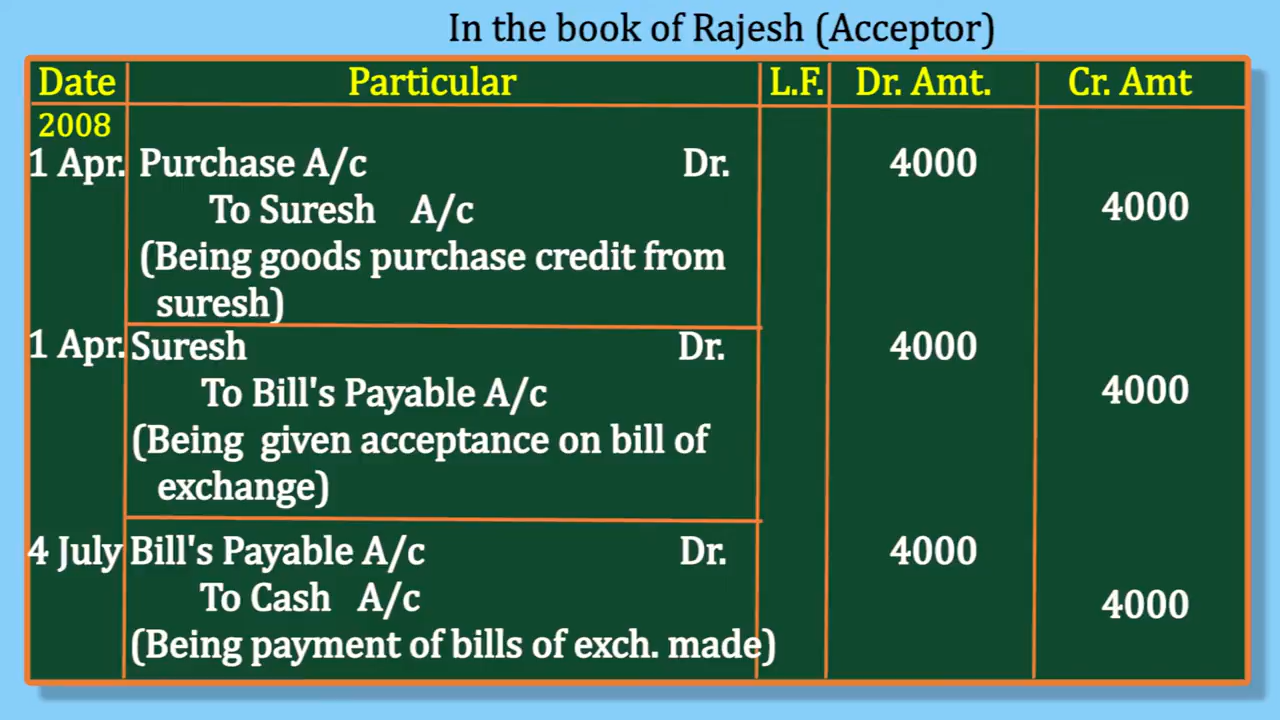 In the book of Rajesh (Acceptor)
Date Particular L.F. Dr. Amt. Cr. Amt
2008
1 Apr. Purchase A/c Dr. 4000
To Suresh A/c 4000
(Being goods purchase credit from
suresh)
1 Apr. Suresh Dr. 4000
To Bill's Payable A/c 4000
(Being given acceptance on bill of
exchange)
4 July Bill's Payable A/c Dr. 4000
To Cash A/c 4000
(Being payment of bills of exch. made)